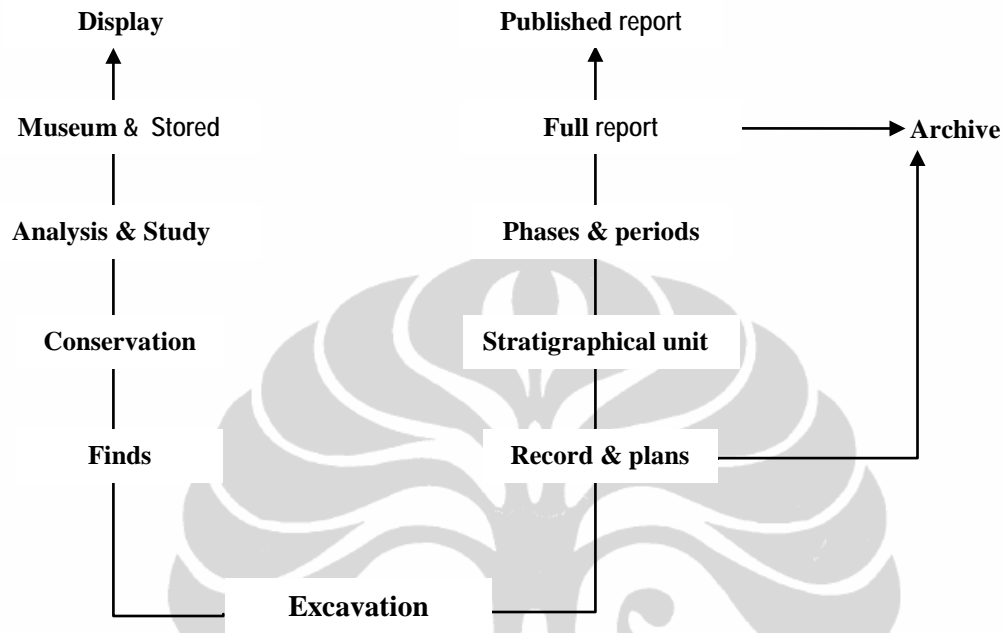 Display
Published report
Museum & Stored
Full report
Archive
Analysis & Study
Phases & periods
Conservation
Stratigraphical unit
Finds
Record & plans
Excavation